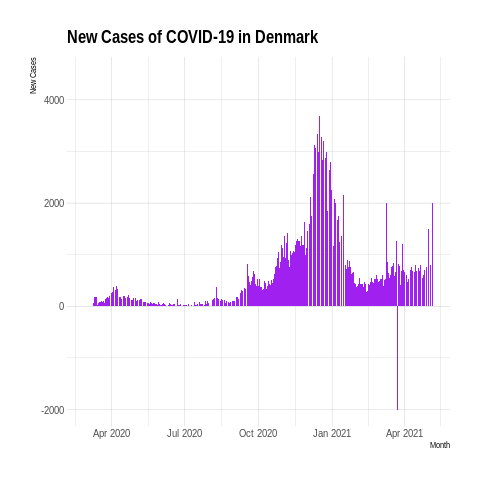 New Cases of COVID-19 in Denmark
New Cases
4000
2000
0
-2000
Apr 2020
Jul 2020
Oct 2020
Jan 2021
Apr 2021
Month